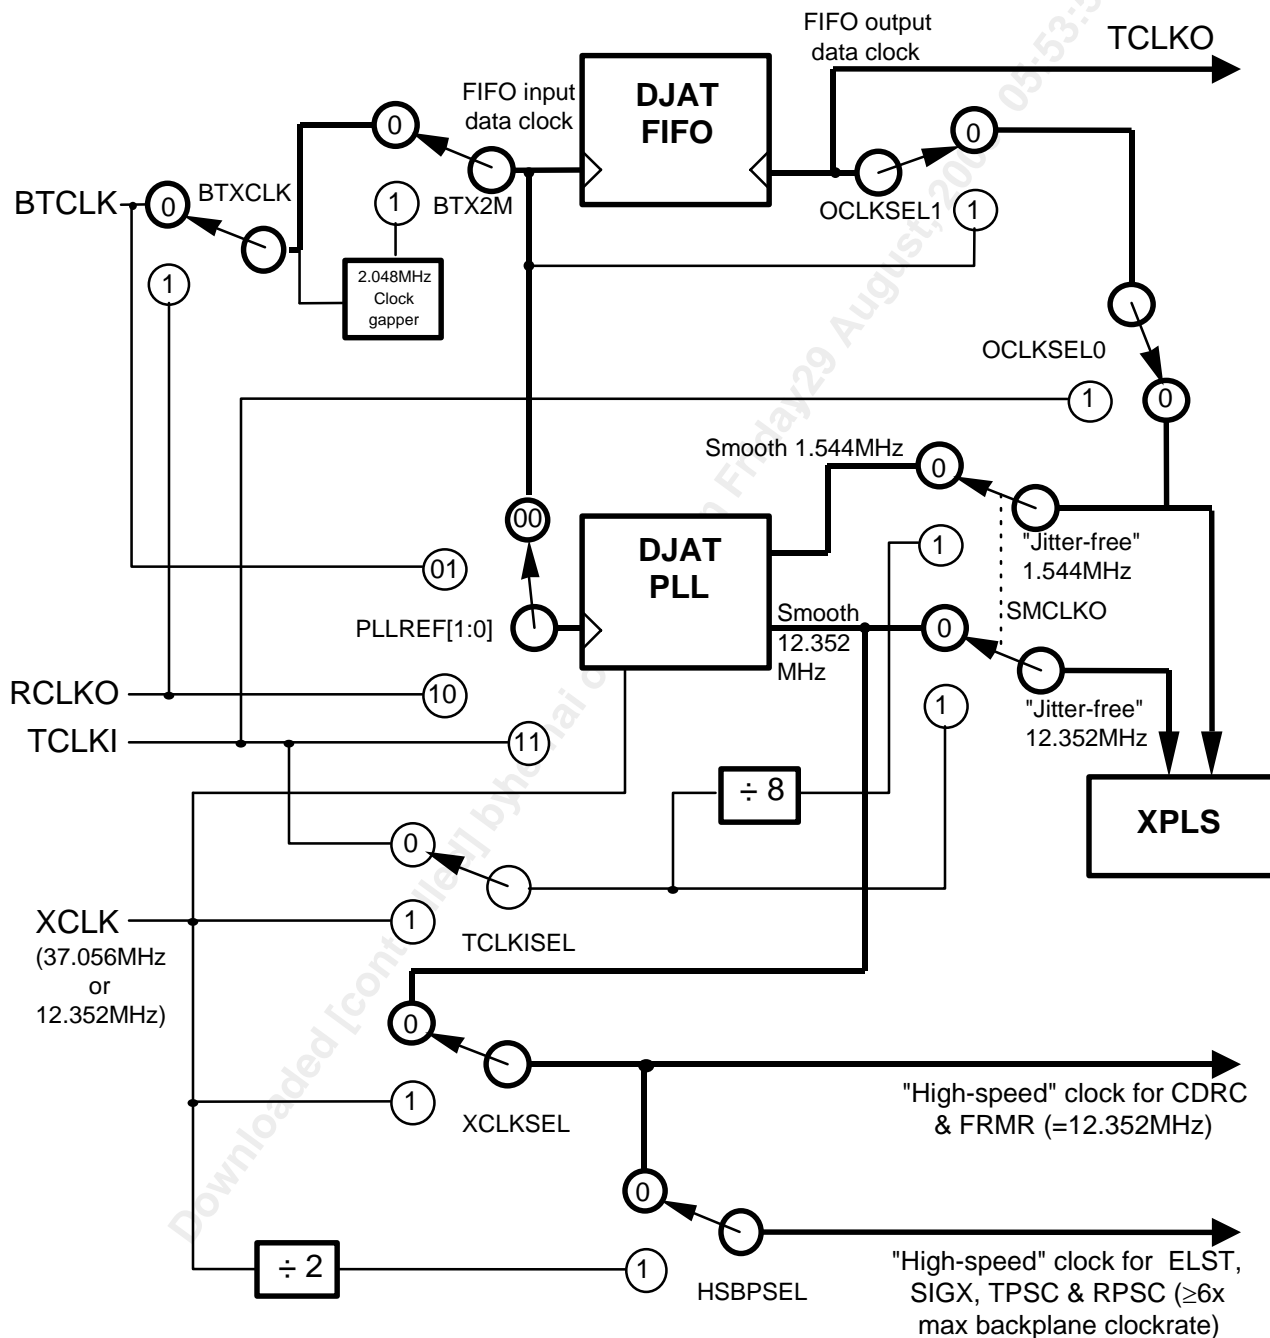 FIFO output
data clock
TCLKO
FIFO input
data clock
DJAT
FIFO
0
0
BTX2M
BTCLK
0
BTXCLK
1
OCLKSEL1
1
1
2.048MHz
Clock
gapper
OCLKSEL0
1
0
Smooth 1.544MHz
0
00
DJAT
PLL
"Jitter-free"
1.544MHz
1
01
PLLREF[1:0]
Smooth
12.352
MHz
0
SMCLKO
RCLKO
10
1
"Jitter-free"
12.352MHz
TCLKI
11
÷ 8
XPLS
0
XCLK
(37.056MHz
or
12.352MHz)
1
TCLKISEL
0
1
XCLKSEL
"High-speed" clock for CDRC
& FRMR (=12.352MHz)
0
÷ 2
1
HSBPSEL
"High-speed" clock for ELST,
SIGX, TPSC & RPSC (≥6x
max backplane clockrate)